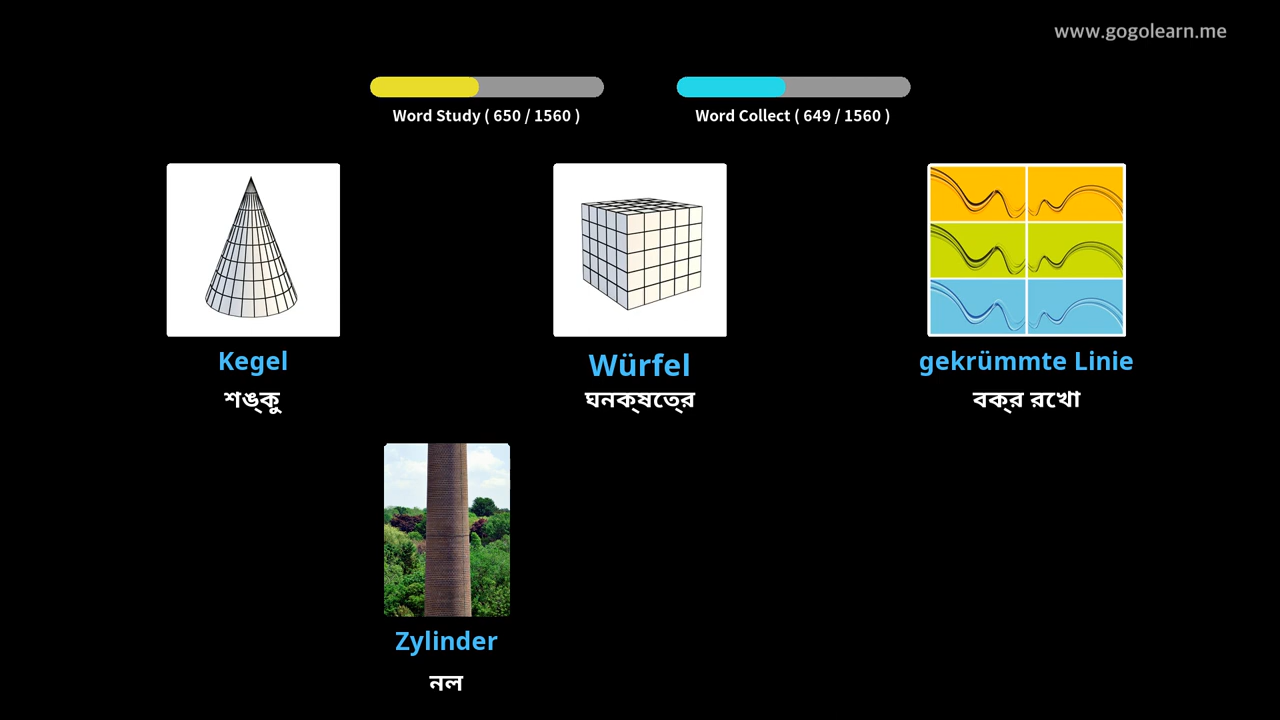 www.gogolearn.me
Word Study ( 650 / 1560 )
Word Collect ( 649 / 1560 )
Kegel
Würfel
gekrümmte Linie
শঙ্কু
ঘনক্ষেত্র
বক্র রেখা
Zylinder
নল